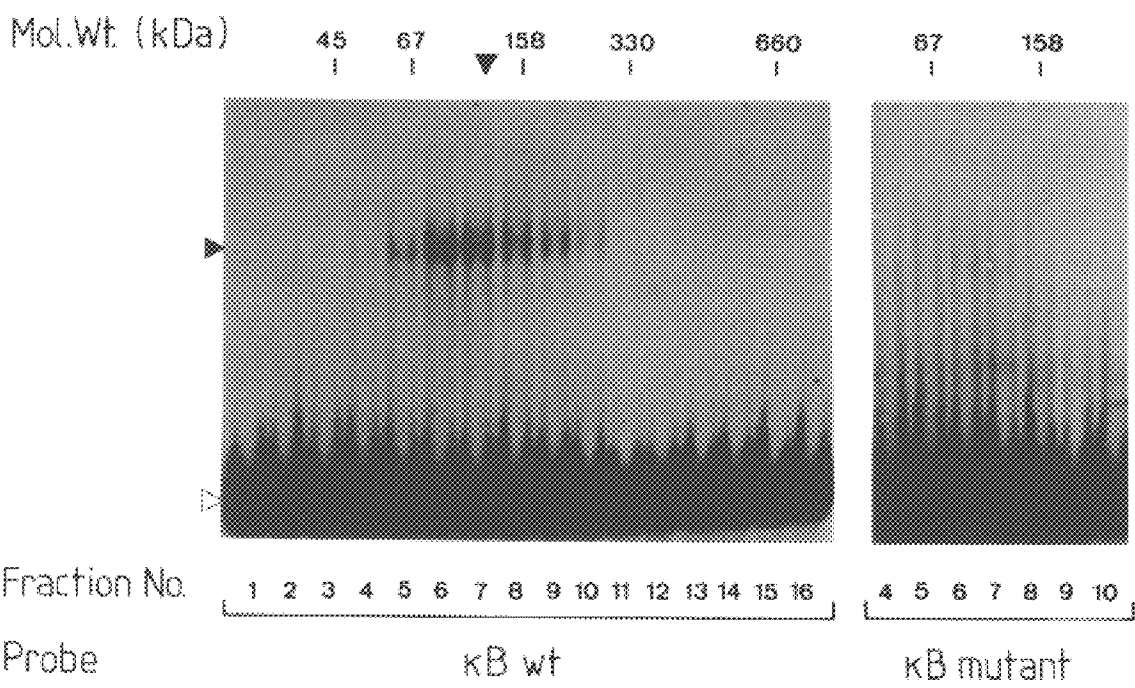 Mol.Wt. (kDa) 45 67 158 330 660 67 158
Fraction No. 1 2 3 4 5 6 7 8 9 10 11 12 13 14 15 16 4 5 6 7 8 9 10
Probe κB wt κB mutant